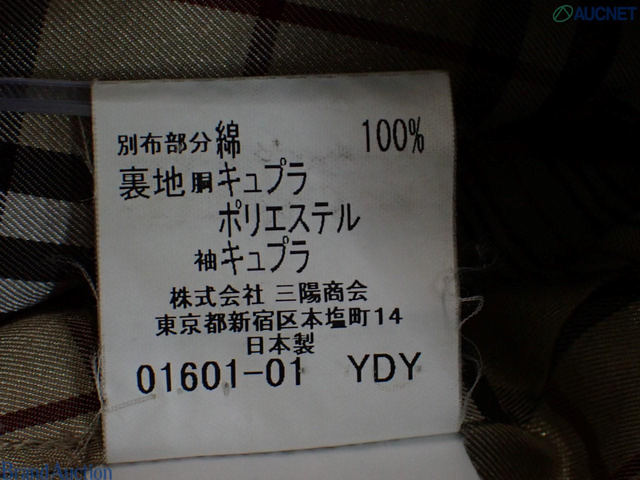 AUCNET
別布部分綿 100%
裏地 胴キュプラ
ポリエステル
袖キュプラ
株式会社 三陽商会
東京都新宿区本塩町14
日本製
01601-01 YDY
Brand Auction